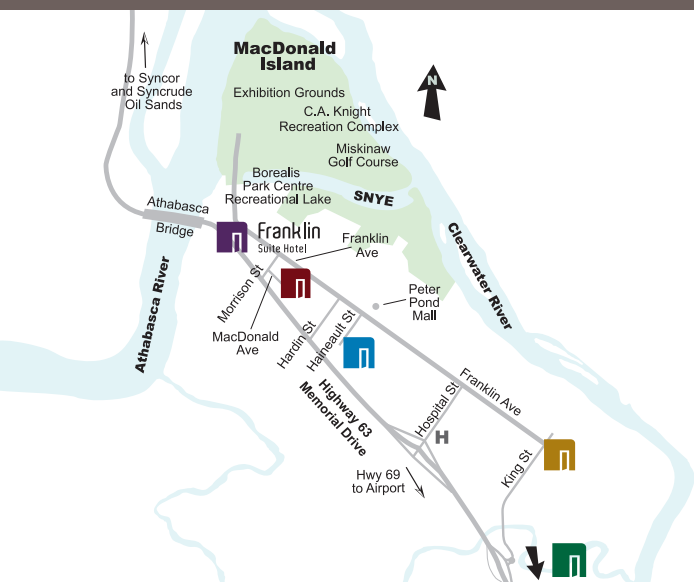 MacDonald
Island
N
to Syncor
and Syncrude
Oil Sands
Exhibition Grounds
C.A. Knight
Recreation Complex
Miskinaw
Golf Course
Borealis
Park Centre
Recreational Lake
SNYE
Athabasca
Bridge
Franklin
Suite Hotel
Franklin
Ave
Clearwater River
Athabasca River
Morrison St
MacDonald
Ave
Peter
Pond
Mall
Hardin St
Haineault St
Highway 63
Memorial Drive
Franklin Ave
Hospital St
H
King St
Hwy 69
to Airport